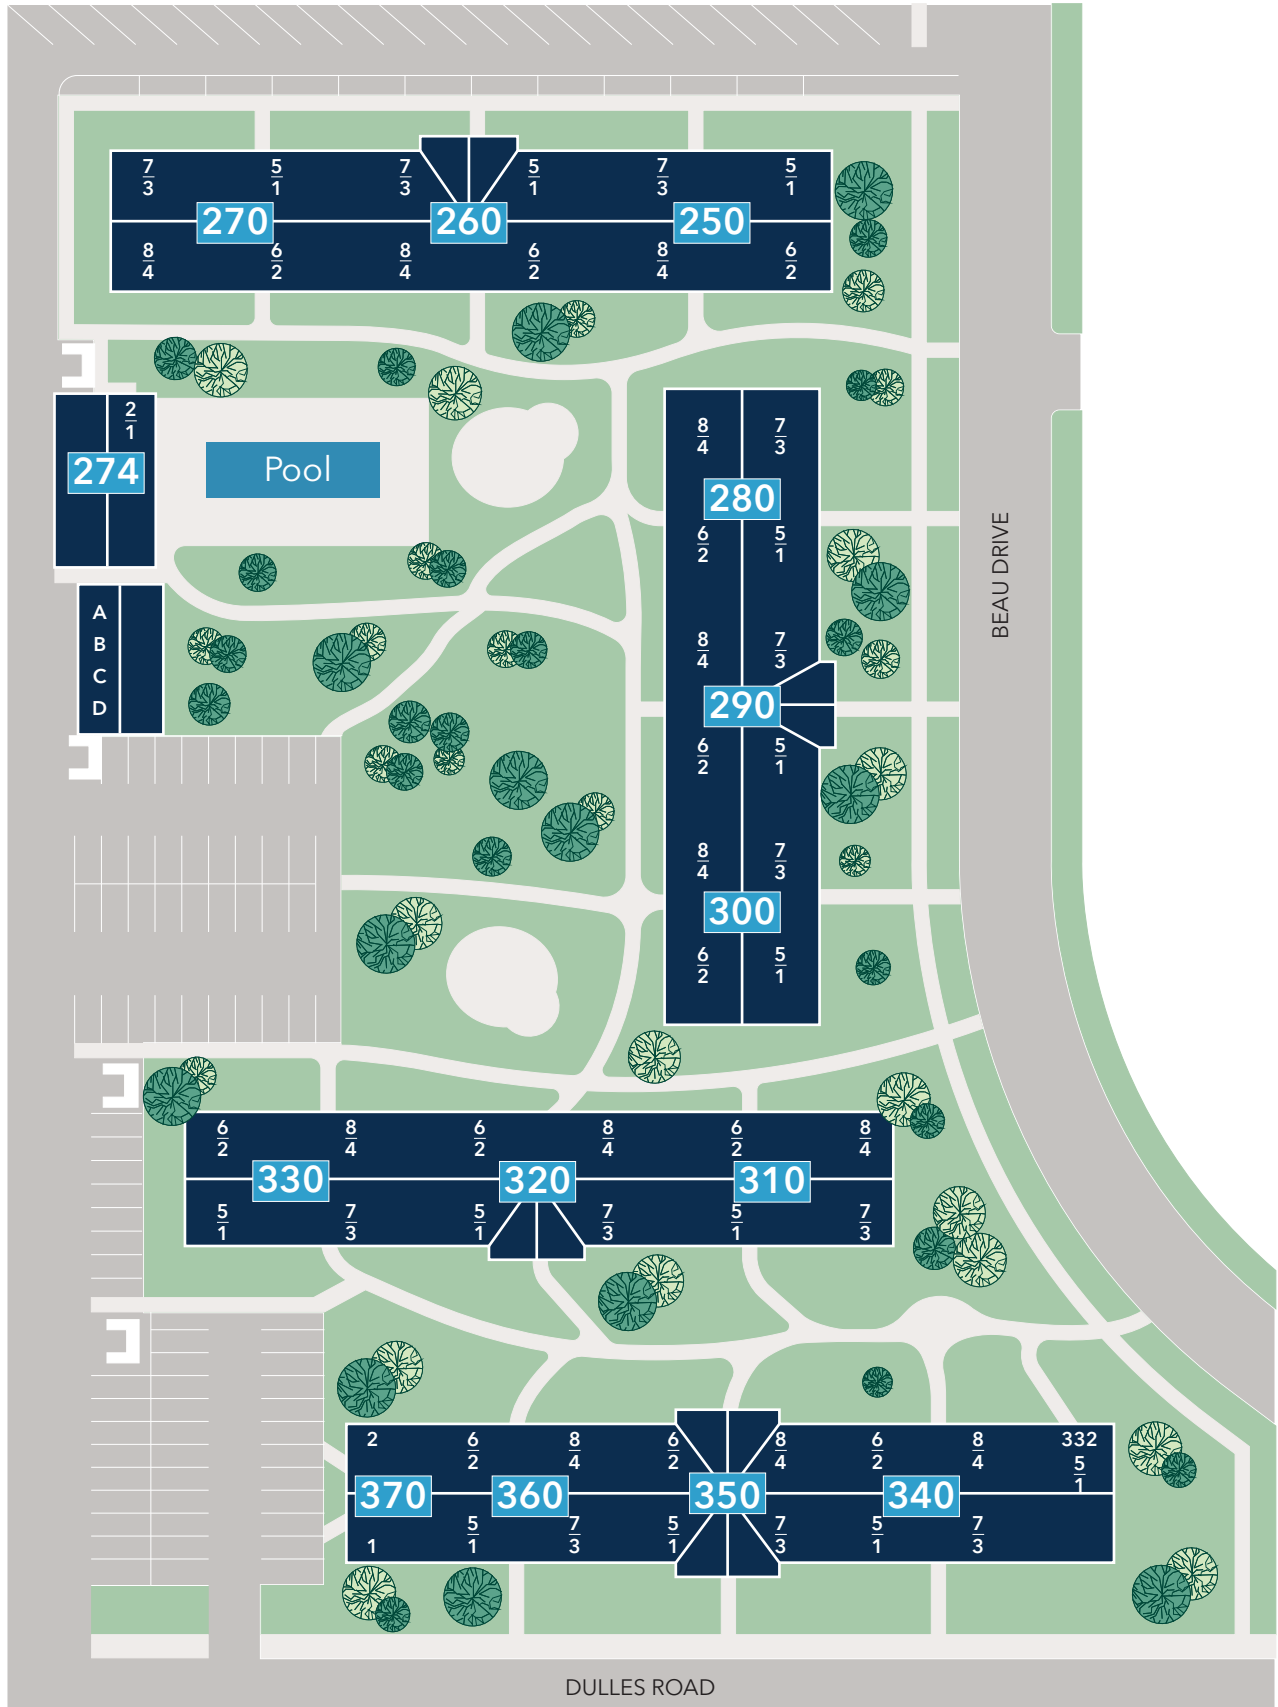 7 5 7 5 7 5
3 1 3 1 3 1
270 260 250
8 6 8 6 8 6
4 2 4 2 4 2
2
1
274
Pool
8 7
4 3
280
6 5
2 1
BEAU DRIVE
A
B
C
D
8 7
4 3
290
6 5
2 1
8 7
4 3
300
6 5
2 1
6 8 6 8 6 8
2 4 2 4 2 4
330 320 310
5 7 5 7 5 7
1 3 1 3 1 3
2 6 8 6 8 6 8 332
2 4 2 4 2 4 5
1
370 360 350 340
5 7 5 7 5 7
1 1 3 1 3 1 3
DULLES ROAD